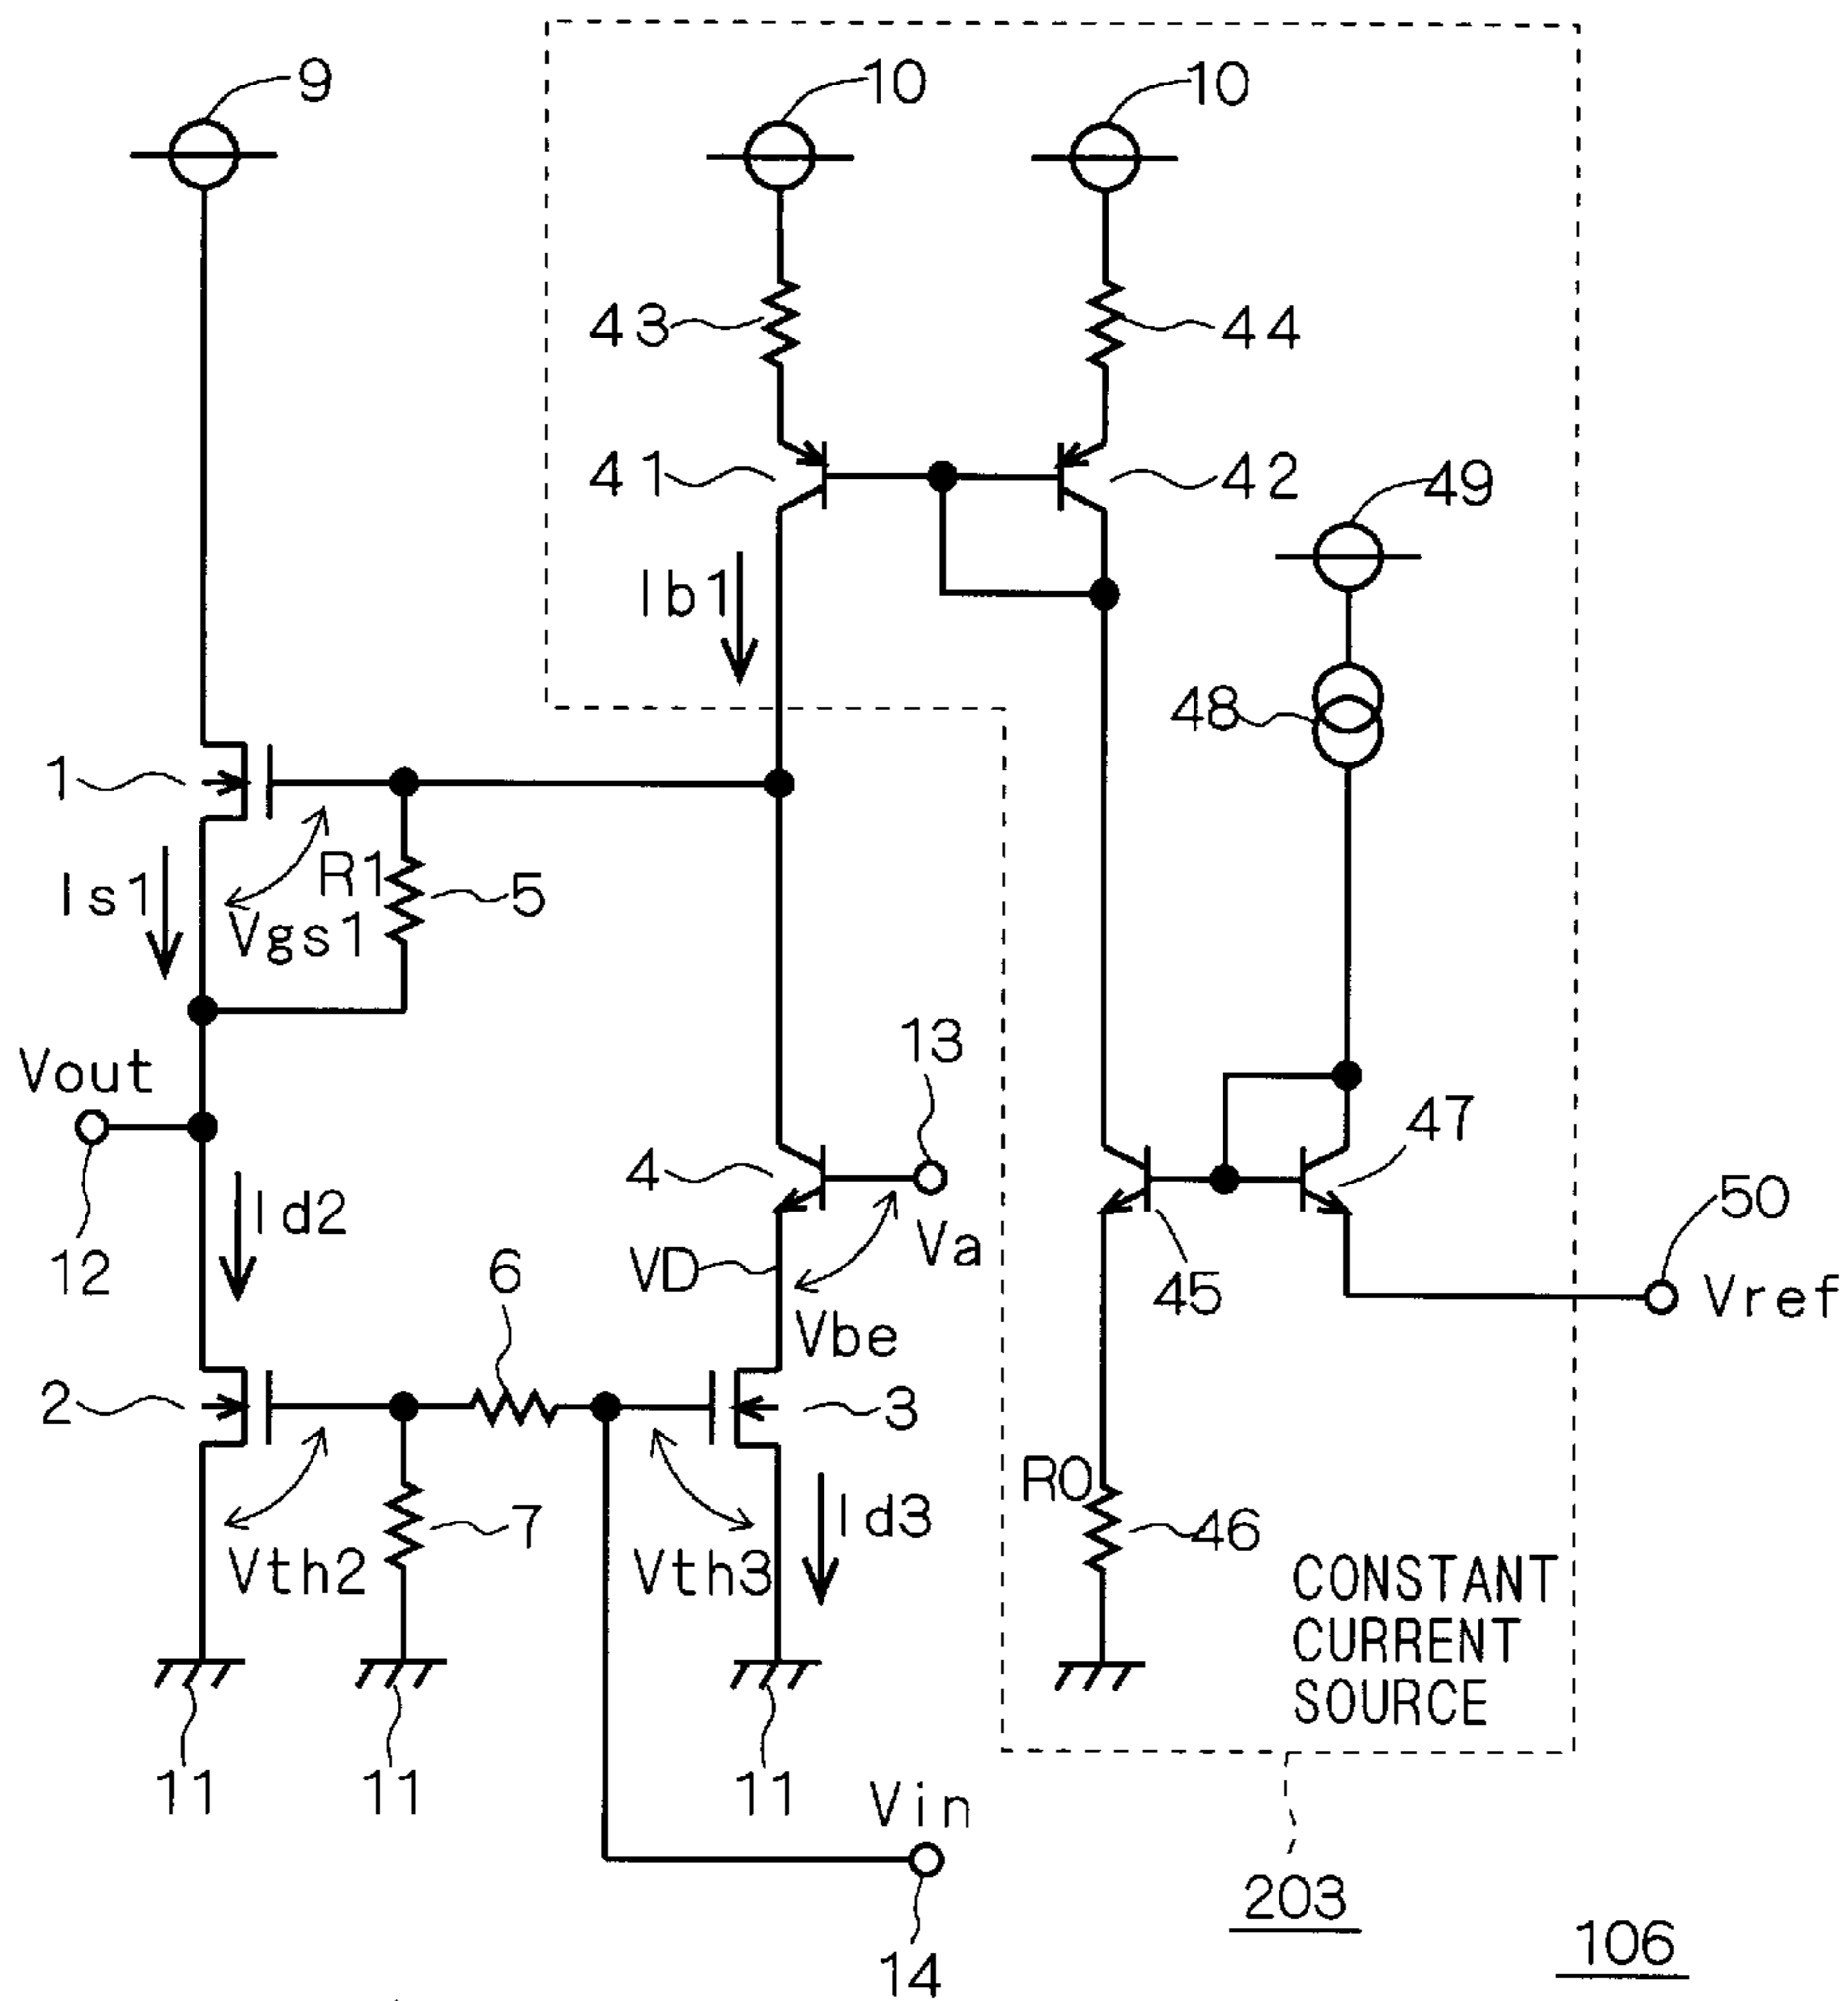 9
10
10
43
44
41
42
49
Ib1
48
1
R1
5
Is1
Vgs1
13
Vout
47
4
50
Id2
Va
12
6
VD
45
Vref
Vbe
2
3
R0
7
Id3
46
Vth2
Vth3
CONSTANT
CURRENT
SOURCE
11
11
11
Vin
203
106
14